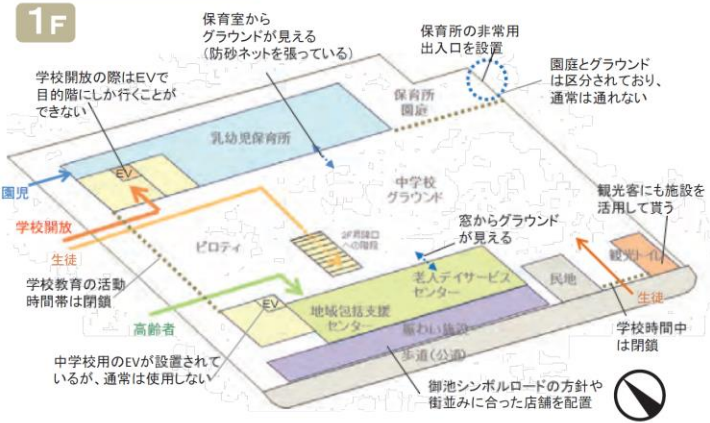 1F
保育室から
グラウンドが見える
(防砂ネットを張っている)
保育所の非常用
出入口を設置
園庭とグラウンド
は区分されており、
通常は通れない
学校開放の際はEVで
目的階にしか行くことが
できない
保育所
園庭
乳幼児保育所
EV
園児
中学校
グラウンド
観光客にも施設を
活用して貰う
学校開放
生徒
ピロティ
2F昇降口
への階段
窓からグラウンド
が見える
観光トイレ
学校教育の活動
時間帯は閉鎖
老人デイサービス
センター
民地
生徒
EV
地域包括支援
センター
高齢者
賑わい施設
歩道(公道)
学校時間中
は閉鎖
中学校用のEVが設置されて
いるが、通常は使用しない
御池シンボルロードの方針や
街並みに合った店舗を配置